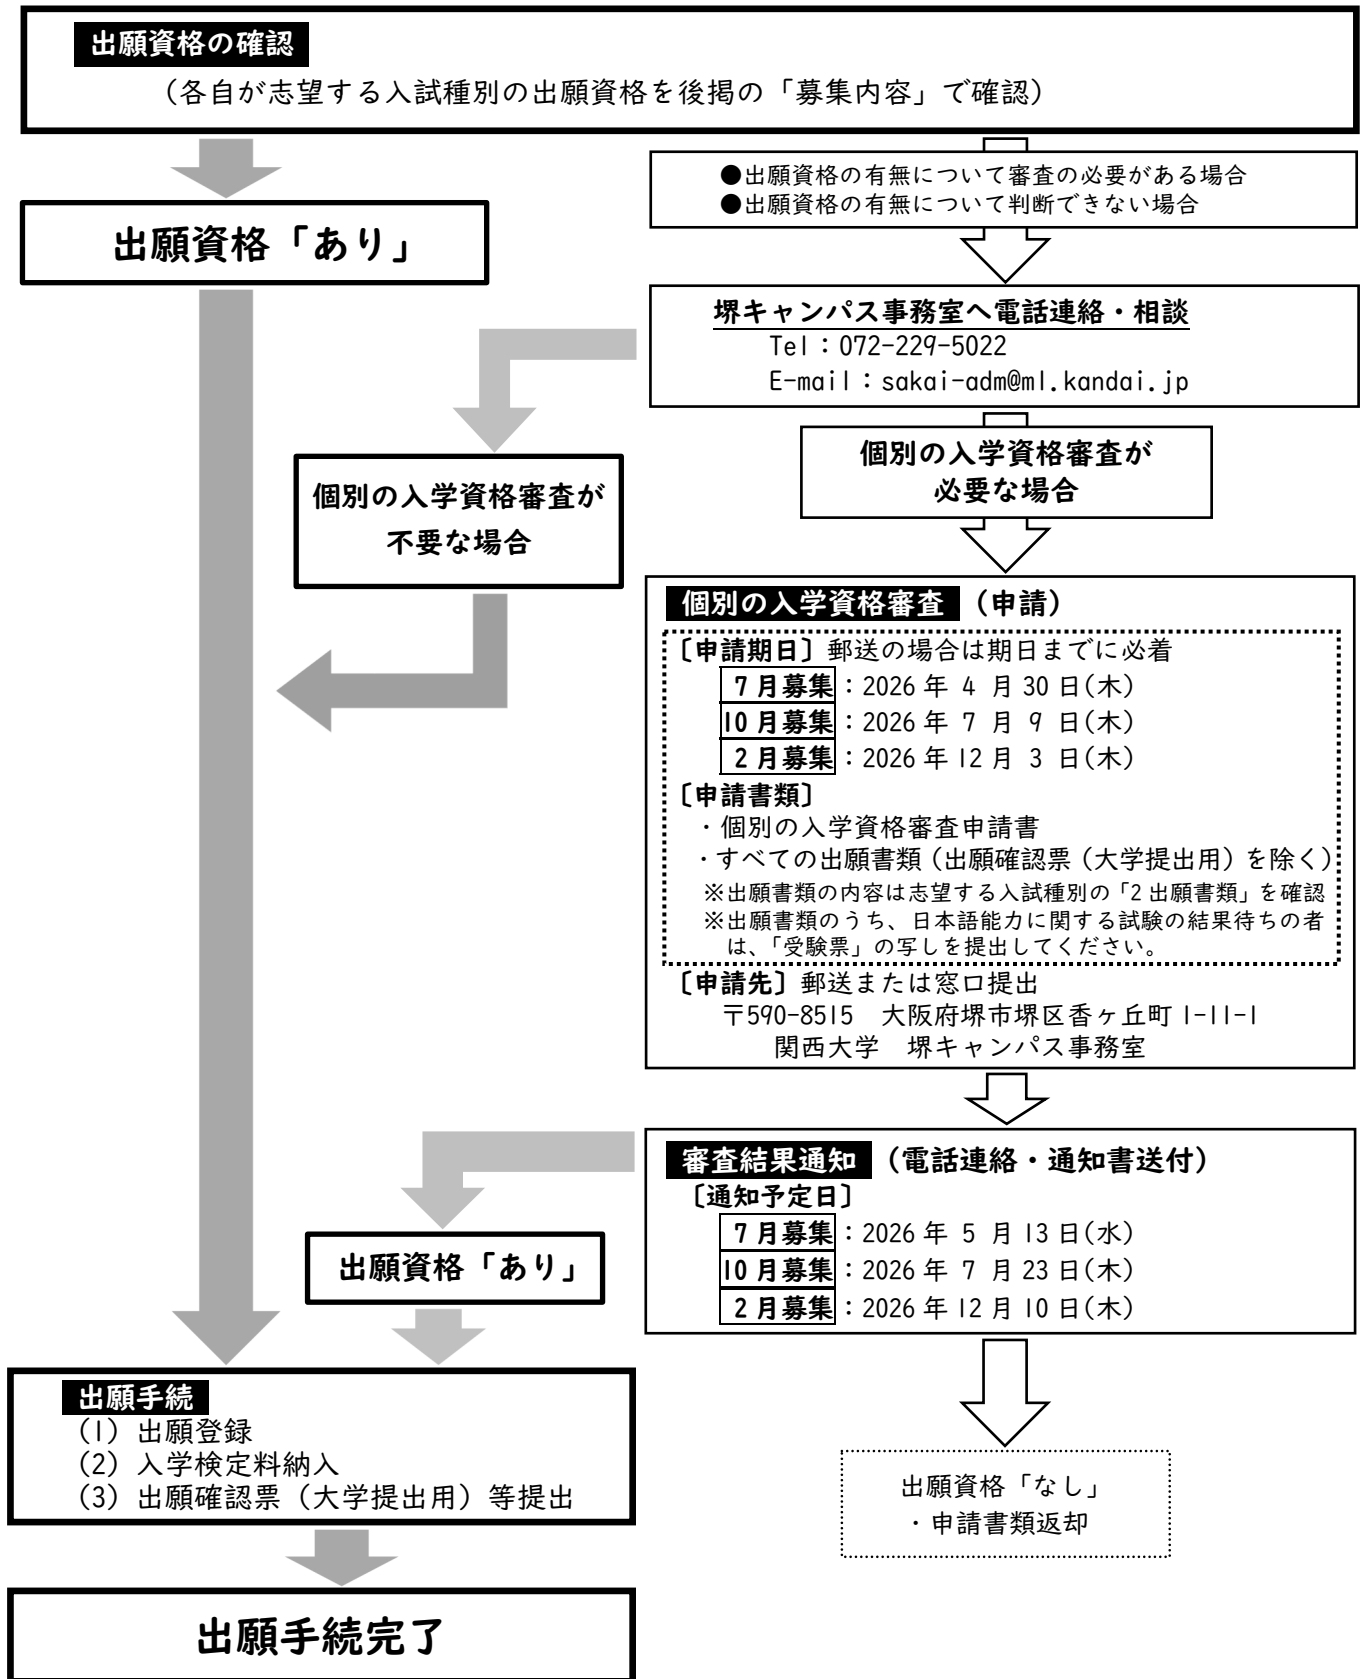 出願資格の確認
（各自が志望する入試種別の出願資格を後掲の「募集内容」で確認）
●出願資格の有無について審査の必要がある場合
●出願資格の有無について判断できない場合
出願資格「あり」
堺キャンパス事務室へ電話連絡・相談
Tel：072-229-5022
E-mail：sakai-adm@ml.kandai.jp
個別の入学資格審査が
必要な場合
個別の入学資格審査が
不要な場合
個別の入学資格審査（申請）
〔申請期日〕郵送の場合は期日までに必着
7月募集：2026年 4 月30日(木)
10月募集：2026年 7 月 9 日(木)
2月募集：2026年12月 3 日(木)
〔申請書類〕
・個別の入学資格審査申請書
・すべての出願書類（出願確認票（大学提出用）を除く）
※出願書類の内容は志望する入試種別の「2出願書類」を確認
※出願書類のうち、日本語能力に関する試験の結果待ちの者
は、「受験票」の写しを提出してください。
〔申請先〕郵送または窓口提出
〒590-8515　大阪府堺市堺区香ヶ丘町1-11-1
関西大学　堺キャンパス事務室
審査結果通知（電話連絡・通知書送付）
〔通知予定日〕
7月募集：2026年 5 月13日(水)
10月募集：2026年 7 月23日(木)
2月募集：2026年12月10日(木)
出願資格「あり」
出願手続
（1）出願登録
（2）入学検定料納入
（3）出願確認票（大学提出用）等提出
出願資格「なし」
・申請書類返却
出願手続完了